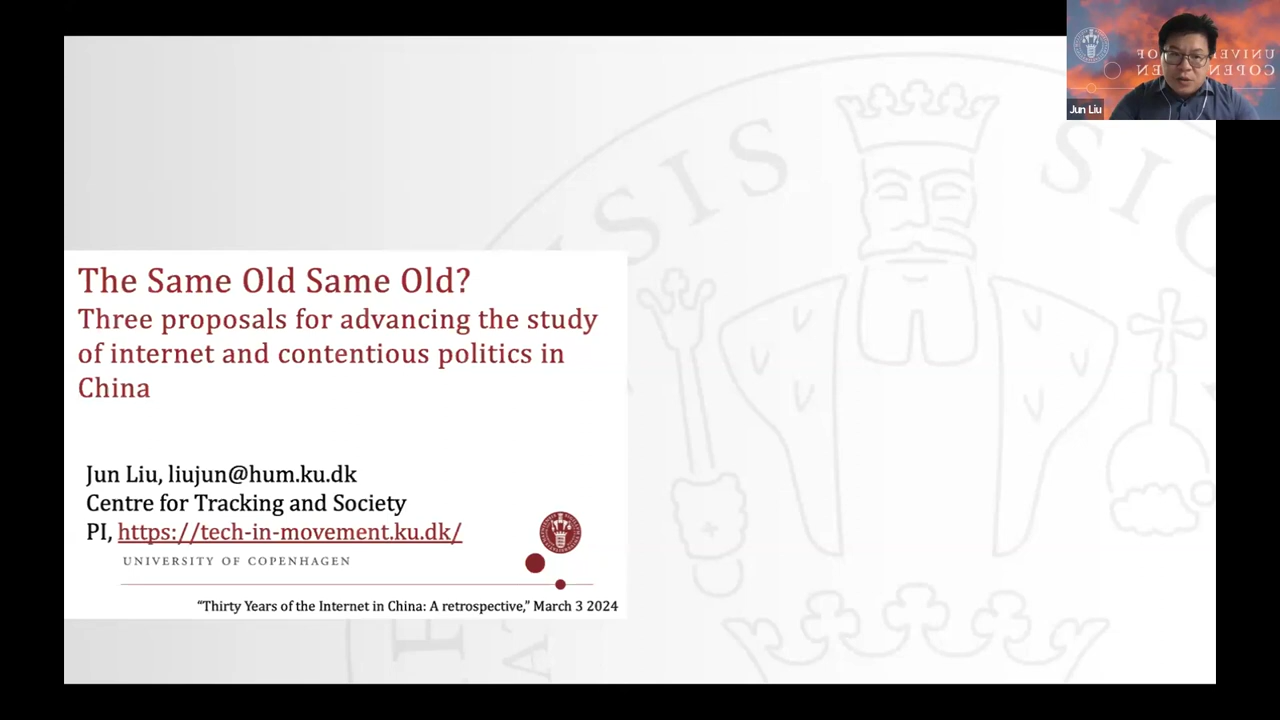 The Same Old Same Old?
Three proposals for advancing the study
of internet and contentious politics in
China
Jun Liu, liujun@hum.ku.dk
Centre for Tracking and Society
PI, https://tech-in-movement.ku.dk/
UNIVERSITY OF COPENHAGEN
“Thirty Years of the Internet in China: A retrospective,” March 3 2024
Jun Liu
SIS